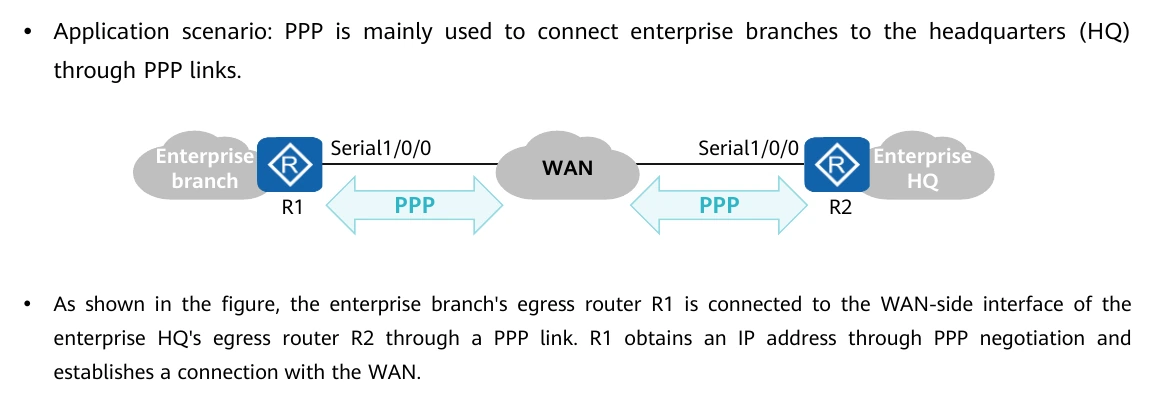 • Application scenario: PPP is mainly used to connect enterprise branches to the headquarters (HQ)
through PPP links.
Enterprise
branch
R
Serial1/0/0
R1
PPP
WAN
Serial1/0/0
PPP
R
R2
Enterprise
HQ
• As shown in the figure, the enterprise branch's egress router R1 is connected to the WAN-side interface of the
enterprise HQ's egress router R2 through a PPP link. R1 obtains an IP address through PPP negotiation and
establishes a connection with the WAN.